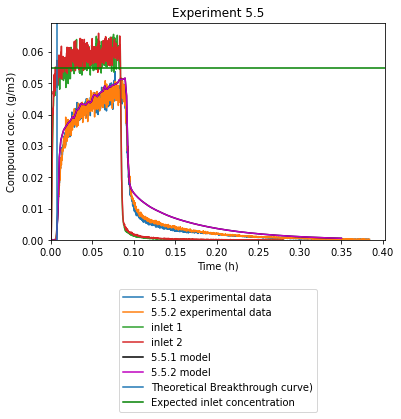 Experiment 5.5
Compound conc. (g/m3)
0.06
0.05
0.04
0.03
0.02
0.01
0.00
0.00 0.05 0.10 0.15 0.20 0.25 0.30 0.35 0.40
Time (h)
5.5.1 experimental data
5.5.2 experimental data
inlet 1
inlet 2
5.5.1 model
5.5.2 model
Theoretical Breakthrough curve)
Expected inlet concentration